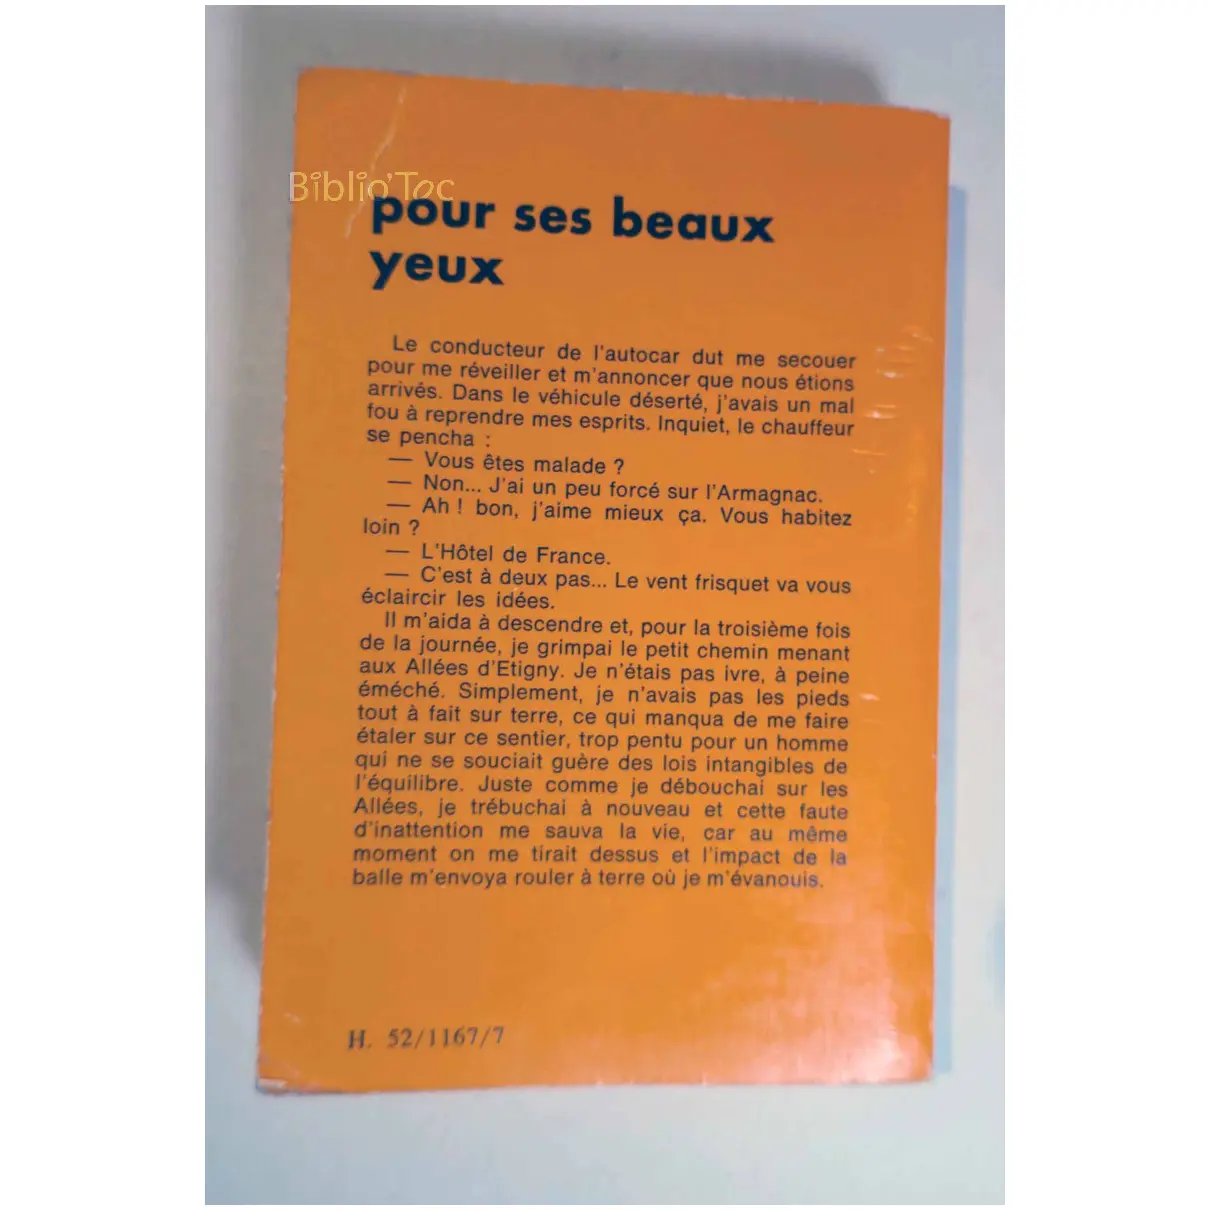 Biblio'Toc
pour ses beaux
yeux
Le conducteur de l'autocar dut me secouer
pour me réveiller et m'annoncer que nous étions
arrivés. Dans le véhicule déserté, j'avais un mal
fou à reprendre mes esprits. Inquiet, le chauffeur
se pencha :
— Vous êtes malade ?
— Non... J'ai un peu forcé sur l'Armagnac.
— Ah ! bon, j'aime mieux ça. Vous habitez
loin ?
— L'Hôtel de France.
— C'est à deux pas... Le vent frisquet va vous
éclaircir les idées.
Il m'aida à descendre et, pour la troisième fois
de la journée, je grimpai le petit chemin menant
aux Allées d'Etigny. Je n'étais pas ivre, à peine
éméché. Simplement, je n'avais pas les pieds
tout à fait sur terre, ce qui manqua de me faire
étaler sur ce sentier, trop pentu pour un homme
qui ne se souciait guère des lois intangibles de
l'équilibre. Juste comme je débouchai sur les
Allées, je trébuchai à nouveau et cette faute
d'inattention me sauva la vie, car au même
moment on me tirait dessus et l'impact de la
balle m'envoya rouler à terre où je m'évanouis.
H. 52/1167/7